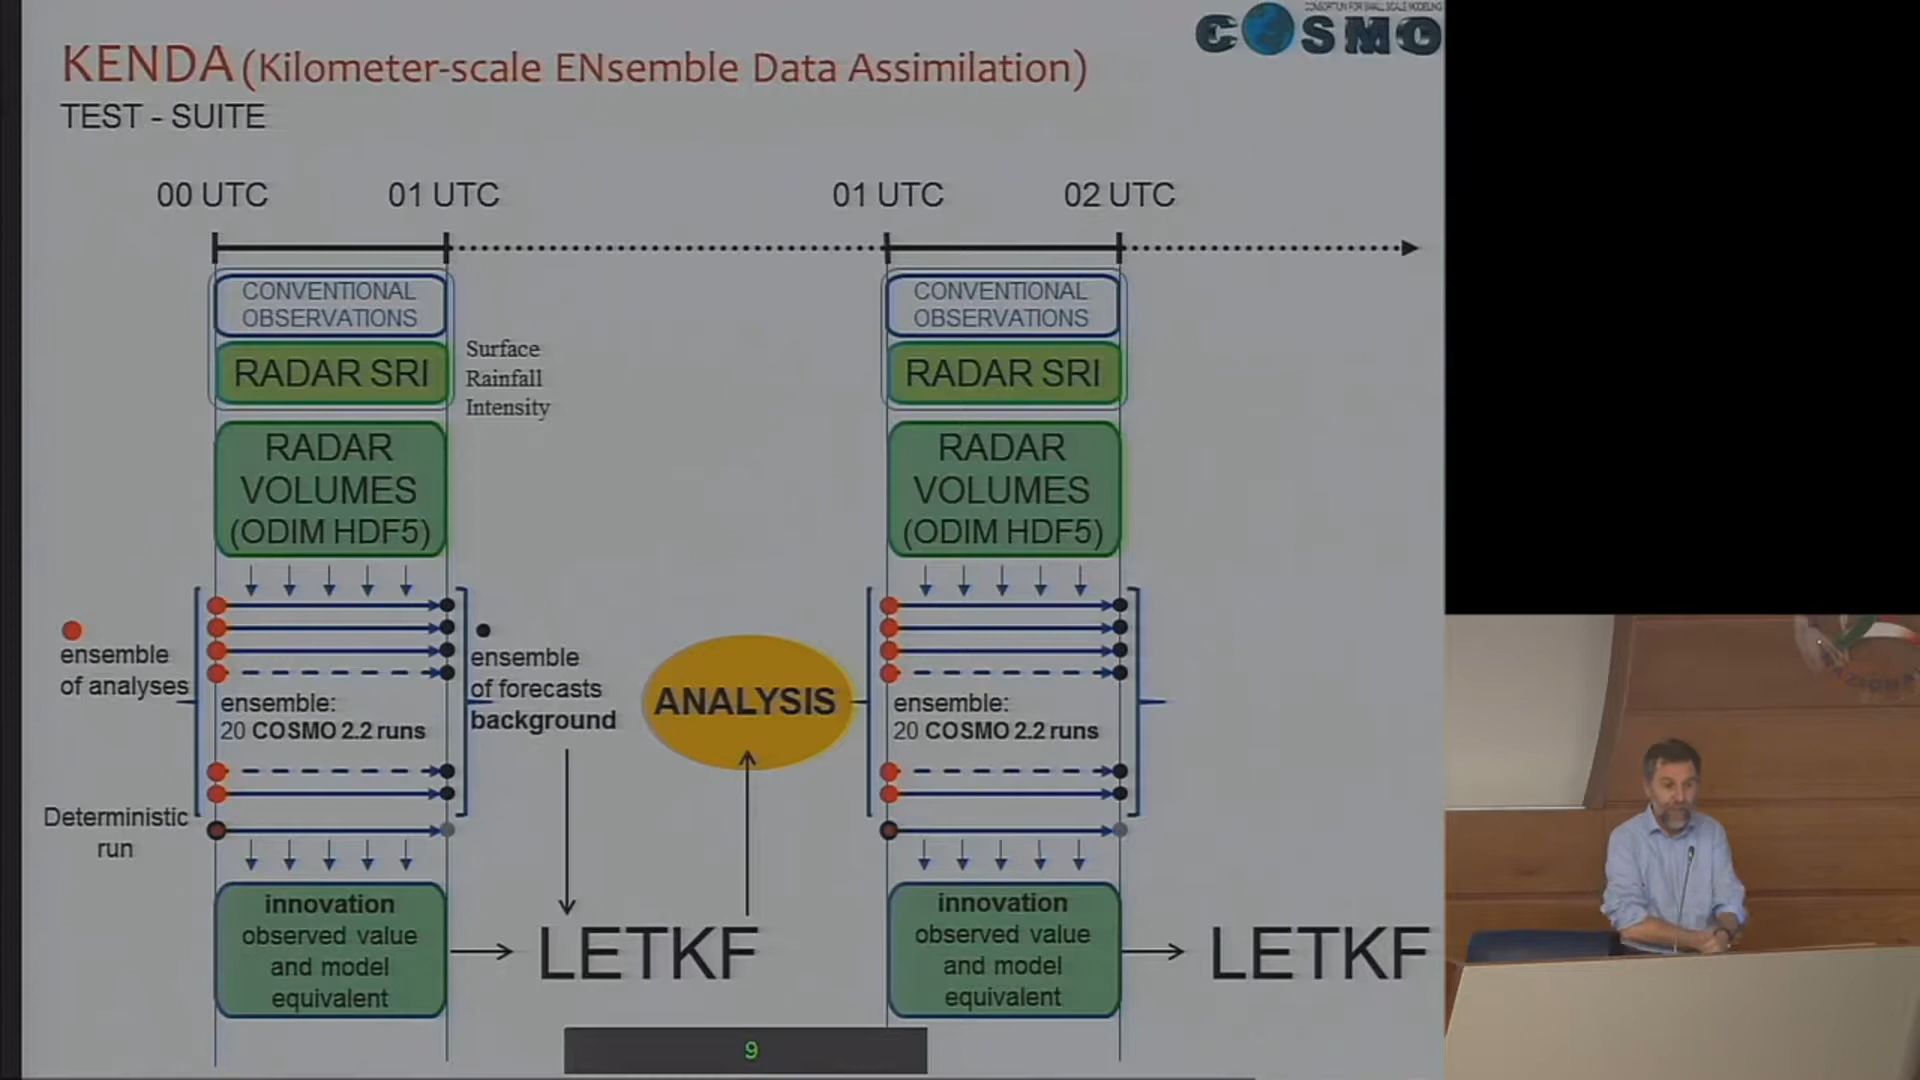 CONSORTIUM FOR SMALL SCALE MODELING
COSMO
KENDA (Kilometer-scale ENsemble Data Assimilation)
TEST - SUITE
00 UTC
01 UTC
01 UTC
02 UTC
CONVENTIONAL
OBSERVATIONS
RADAR SRI
Surface
Rainfall
Intensity
RADAR
VOLUMES
(ODIM HDF5)
CONVENTIONAL
OBSERVATIONS
RADAR SRI
RADAR
VOLUMES
(ODIM HDF5)
ensemble
of analyses
ensemble:
20 COSMO 2.2 runs
ensemble
of forecasts
background
ANALYSIS
ensemble:
20 COSMO 2.2 runs
Deterministic
run
innovation
observed value
and model
equivalent
LETKF
innovation
observed value
and model
equivalent
LETKF
9